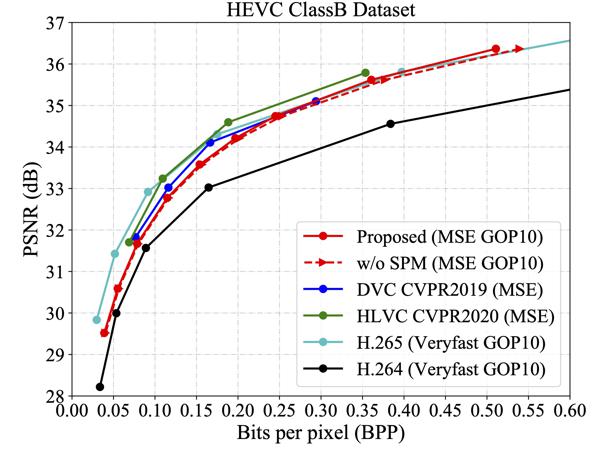 HEVC ClassB Dataset
37
36
35
34
33
32
31
30
29
28
PSNR (dB)
Proposed (MSE GOP10)
w/o SPM (MSE GOP10)
DVC CVPR2019 (MSE)
HLVC CVPR2020 (MSE)
H.265 (Veryfast GOP10)
H.264 (Veryfast GOP10)
0.00 0.05 0.10 0.15 0.20 0.25 0.30 0.35 0.40 0.45 0.50 0.55 0.60
Bits per pixel (BPP)